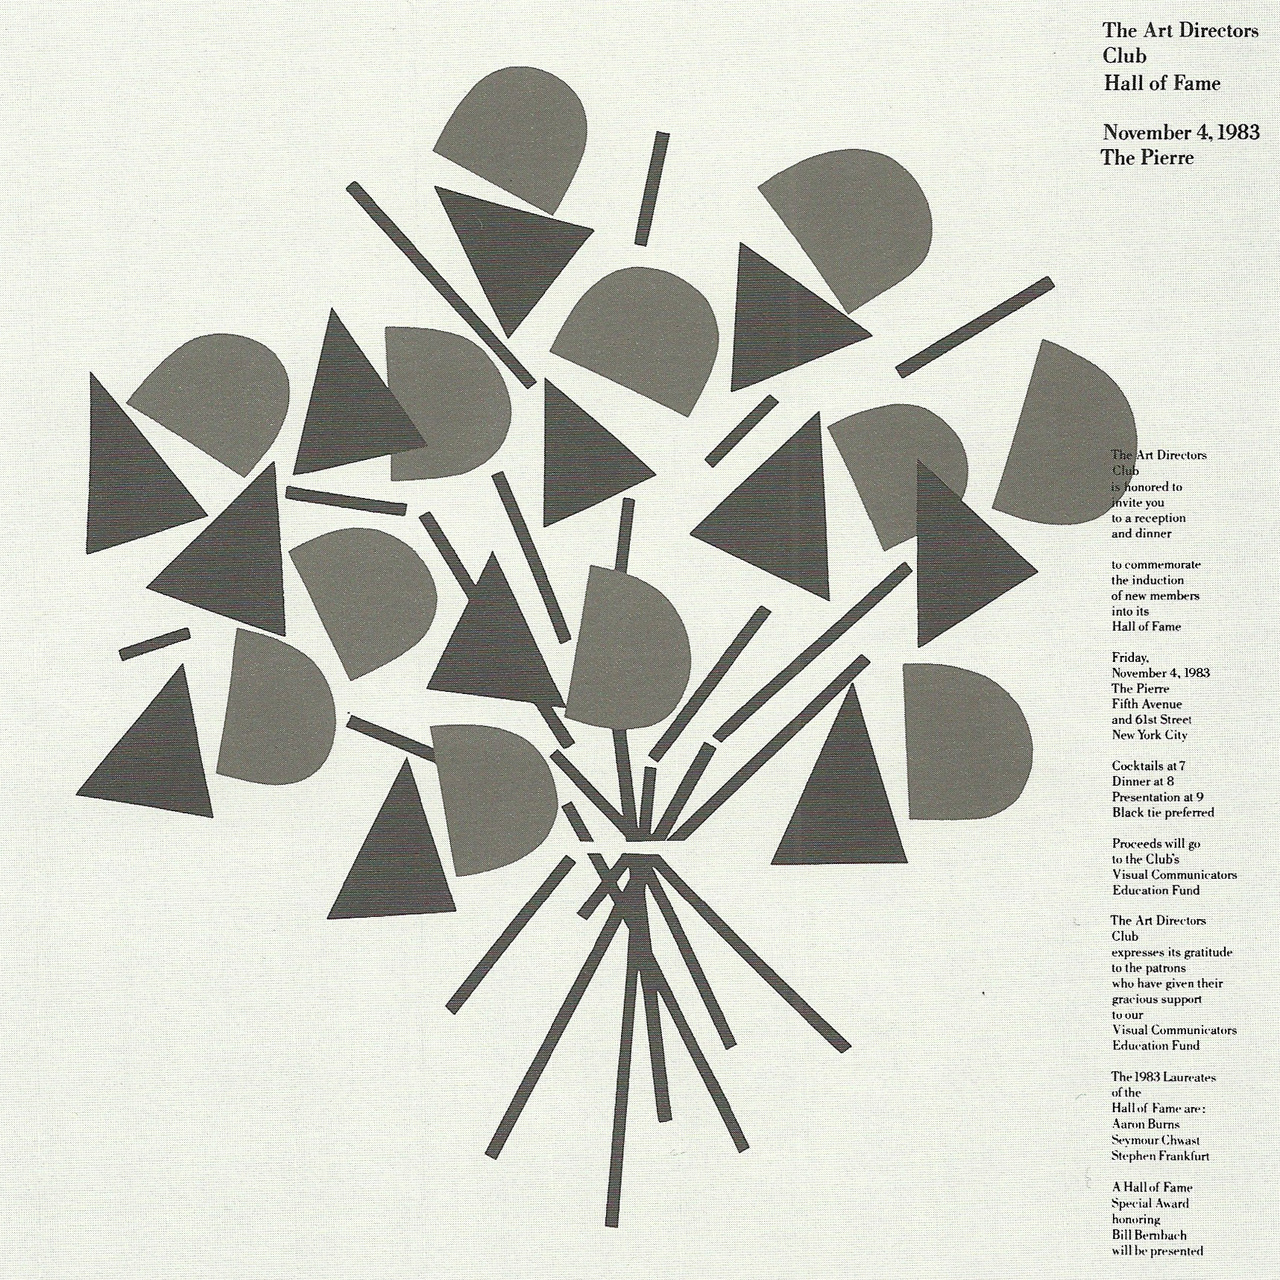 The Art Directors
Club
Hall of Fame
November 4, 1983
The Pierre
The Art Directors
Club
is honored to
invite you
to a reception
and dinner
to commemorate
the induction
of new members
into its
Hall of Fame
Friday,
November 4, 1983
The Pierre
Fifth Avenue
and 61st Street
New York City
Cocktails at 7
Dinner at 8
Presentation at 9
Black tie preferred
Proceeds will go
to the Club's
Visual Communicators
Education Fund
The Art Directors
Club
expresses its gratitude
to the patrons
who have given their
gracious support
to our
Visual Communicators
Education Fund
The 1983 Laureates
of the
Hall of Fame are:
Aaron Burns
Seymour Chwast
Stephen Frankfurt
A Hall of Fame
Special Award
honoring
Bill Bernbach
will be presented